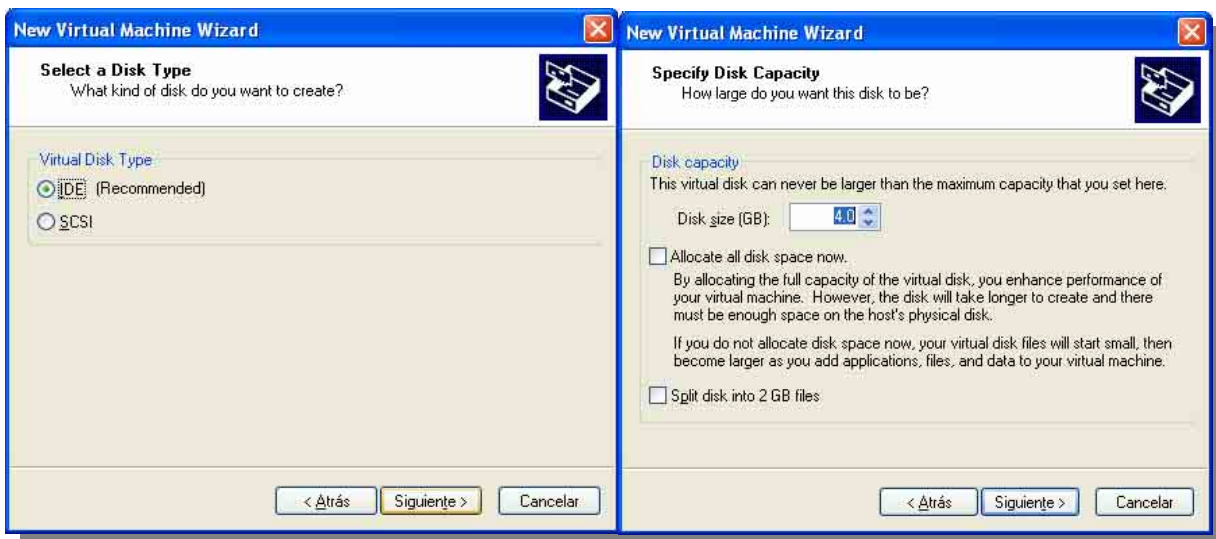 New Virtual Machine Wizard
Select a Disk Type
What kind of disk do you want to create?
Virtual Disk Type
IDE (Recommended)
SCSI
< Atrás
Siguiente >
Cancelar
New Virtual Machine Wizard
Specify Disk Capacity
How large do you want this disk to be?
Disk capacity
This virtual disk can never be larger than the maximum capacity that you set here.
Disk size (GB): 4.0
Allocate all disk space now.
By allocating the full capacity of the virtual disk, you enhance performance of
your virtual machine. However, the disk will take longer to create and there
must be enough space on the host's physical disk.
If you do not allocate disk space now, your virtual disk files will start small, then
become larger as you add applications, files, and data to your virtual machine.
Split disk into 2 GB files
< Atrás
Siguiente >
Cancelar